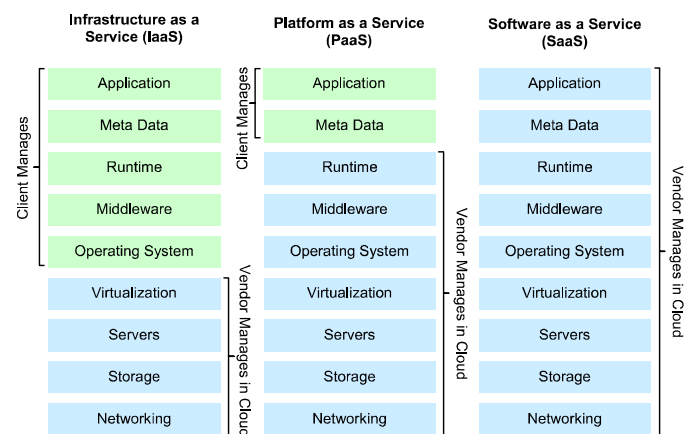 Infrastructure as a
Service (IaaS)
Client Manages
Application
Meta Data
Runtime
Middleware
Operating System
Virtualization
Servers
Storage
Networking
Vendor Manages in Cloud
Platform as a Service
(PaaS)
Client Manages
Application
Meta Data
Runtime
Middleware
Operating System
Virtualization
Servers
Storage
Networking
Vendor Manages in Cloud
Software as a Service
(SaaS)
Application
Meta Data
Runtime
Middleware
Operating System
Virtualization
Servers
Storage
Networking
Vendor Manages in Cloud